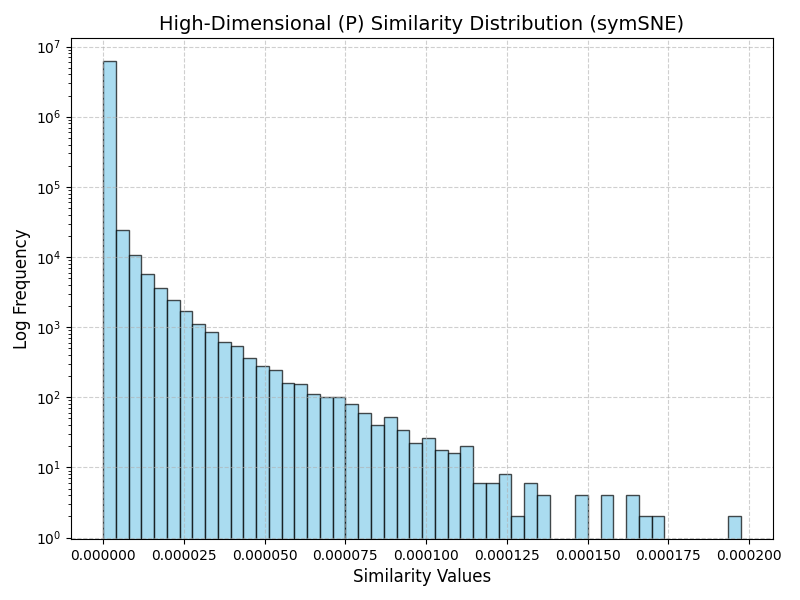 High-Dimensional (P) Similarity Distribution (symSNE)
Log Frequency
10⁷
10⁶
10⁵
10⁴
10³
10²
10¹
10⁰
0.000000 0.000025 0.000050 0.000075 0.000100 0.000125 0.000150 0.000175 0.000200
Similarity Values